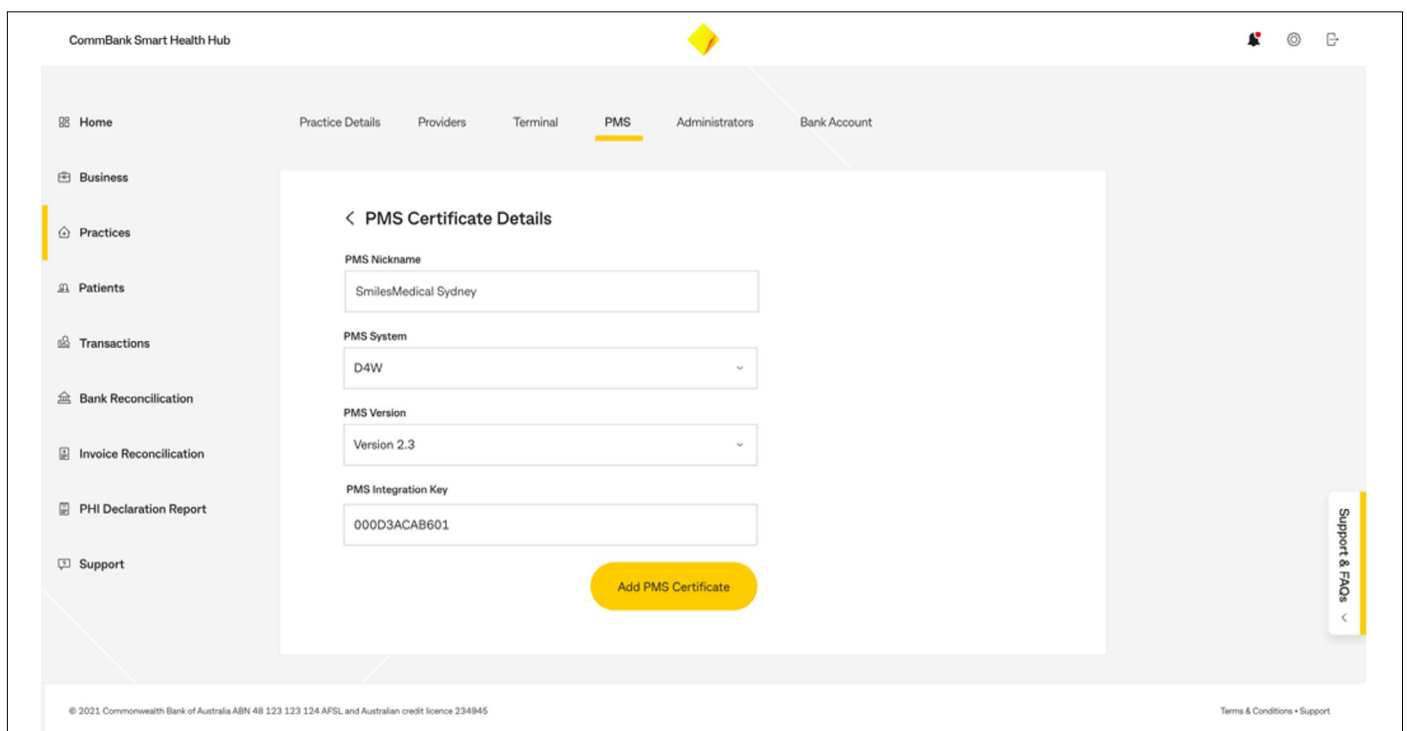 CommBank Smart Health Hub
Home
Business
Practices
Patients
Transactions
Bank Reconcilication
Invoice Reconcilication
PHI Declaration Report
Support
Practice Details Providers Terminal PMS Administrators Bank Account
< PMS Certificate Details
PMS Nickname
SmilesMedical Sydney
PMS System
D4W
PMS Version
Version 2.3
PMS Integration Key
000D3ACAB601
Add PMS Certificate
Support & FAQs
© 2021 Commonwealth Bank of Australia ABN 48 123 123 124 AFSL and Australian credit licence 234945
Terms & Conditions • Support